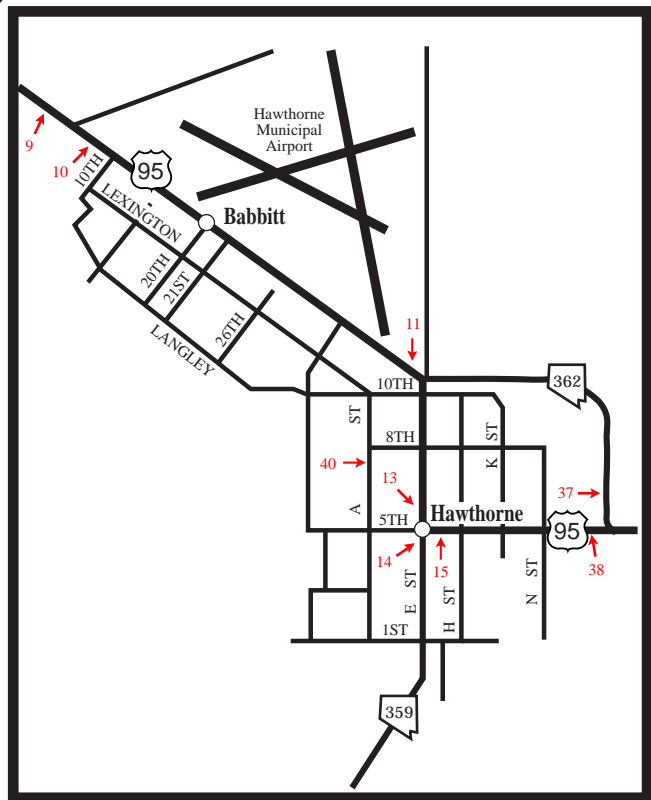 Hawthorne
Municipal
Airport
9
10
10TH
95
LEXINGTON
Babbitt
20TH
21ST
26TH
LANGLEY
11
362
10TH
ST
8TH
K ST
40
13
37
A
5TH
Hawthorne
95
14
15
38
E ST
H ST
N ST
1ST
359